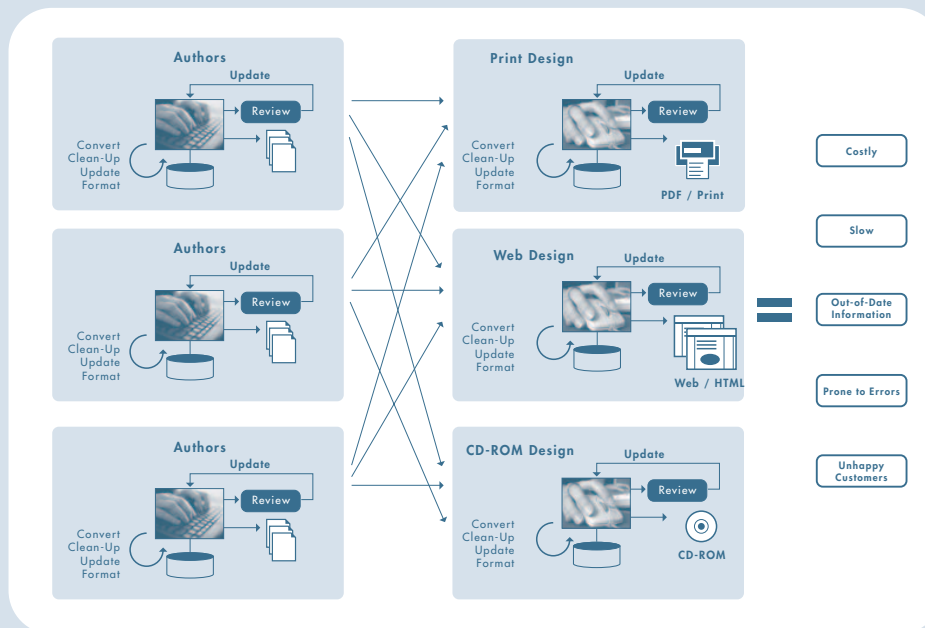 Authors
Update
Review
Convert
Clean-Up
Update
Format
Print Design
Update
Review
Convert
Clean-Up
Update
Format
PDF / Print
Authors
Update
Review
Convert
Clean-Up
Update
Format
Web Design
Update
Review
Convert
Clean-Up
Update
Format
Web / HTML
Authors
Update
Review
Convert
Clean-Up
Update
Format
CD-ROM Design
Update
Review
Convert
Clean-Up
Update
Format
CD-ROM
Costly
Slow
Out-of-Date
Information
Prone to Errors
Unhappy
Customers